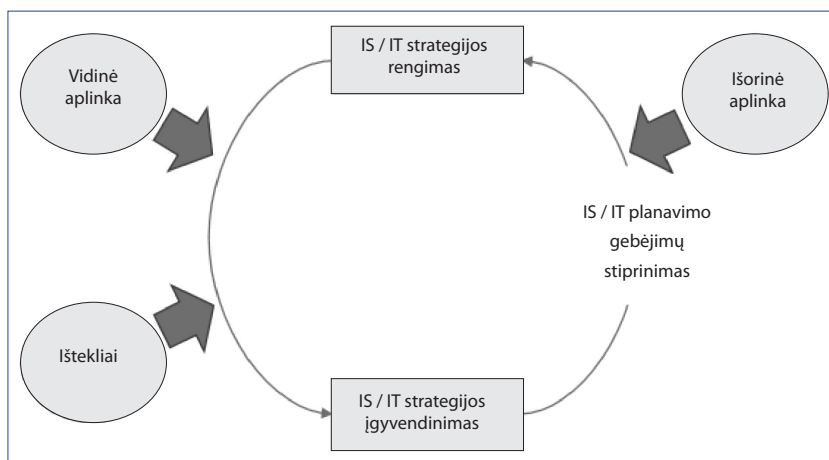 IS / IT strategijos
rengimas
Vidinė
aplinka
Išorinė
aplinka
IS / IT planavimo
gebėjimų
stiprinimas
Ištekliai
IS / IT strategijos
įgyvendinimas